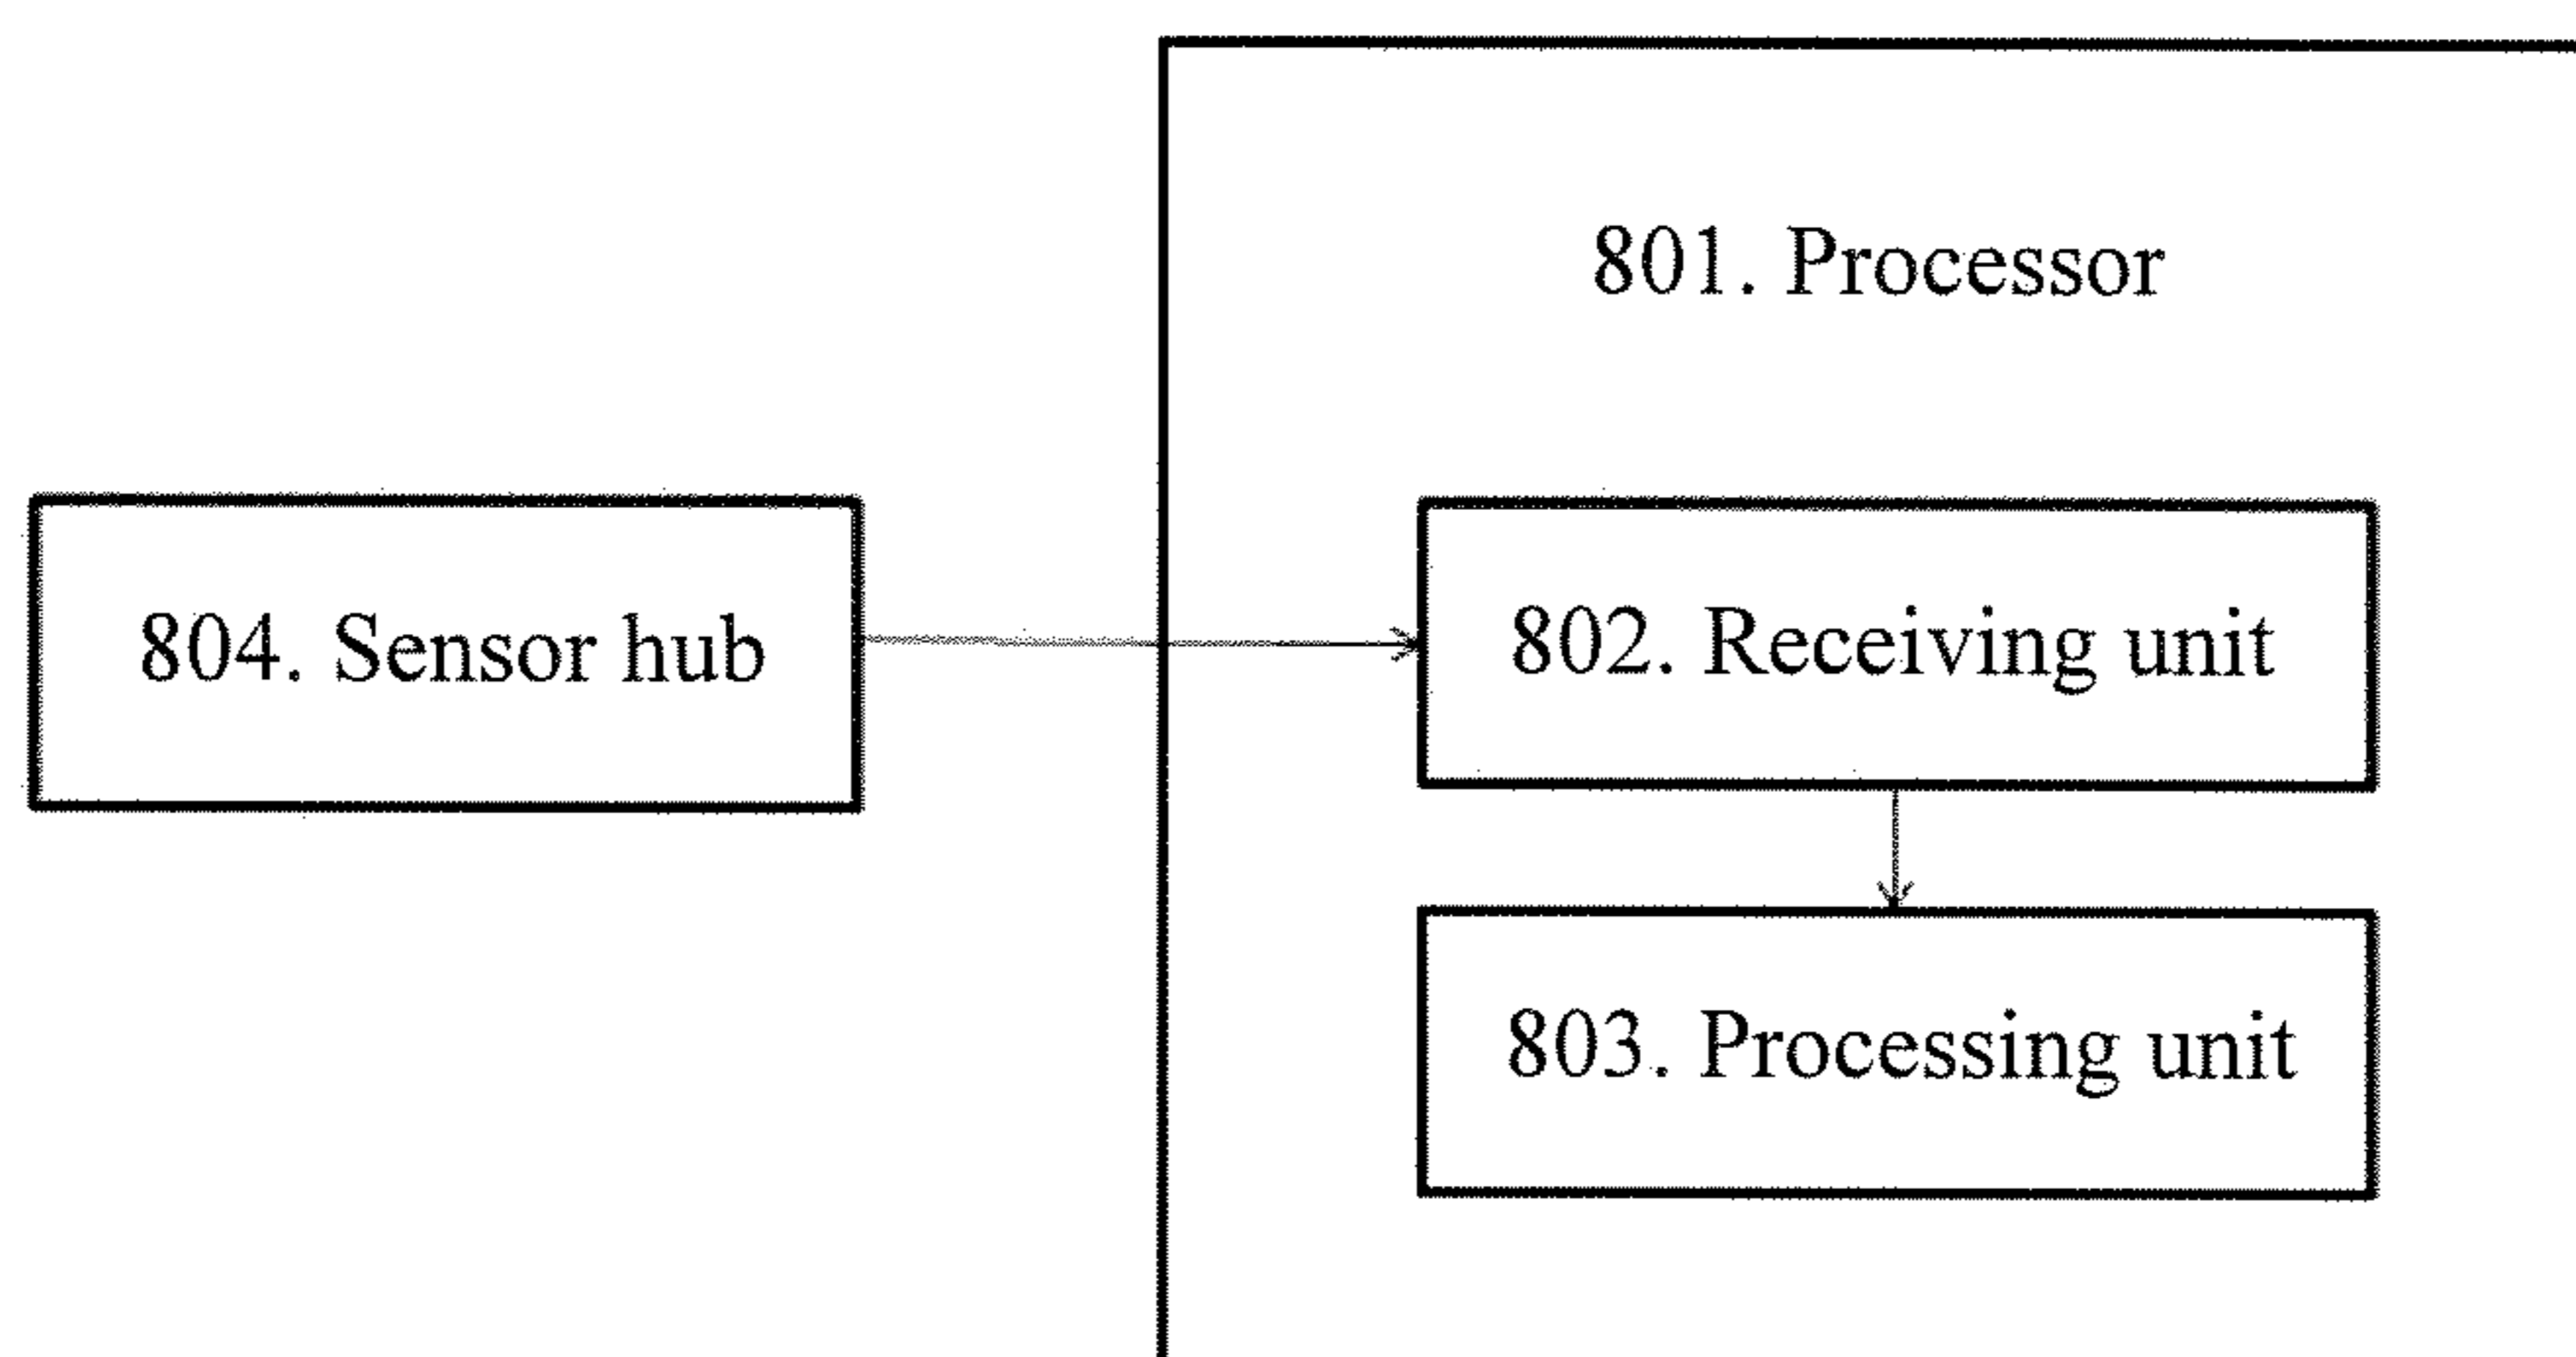 801. Processor
804. Sensor hub
802. Receiving unit
803. Processing unit